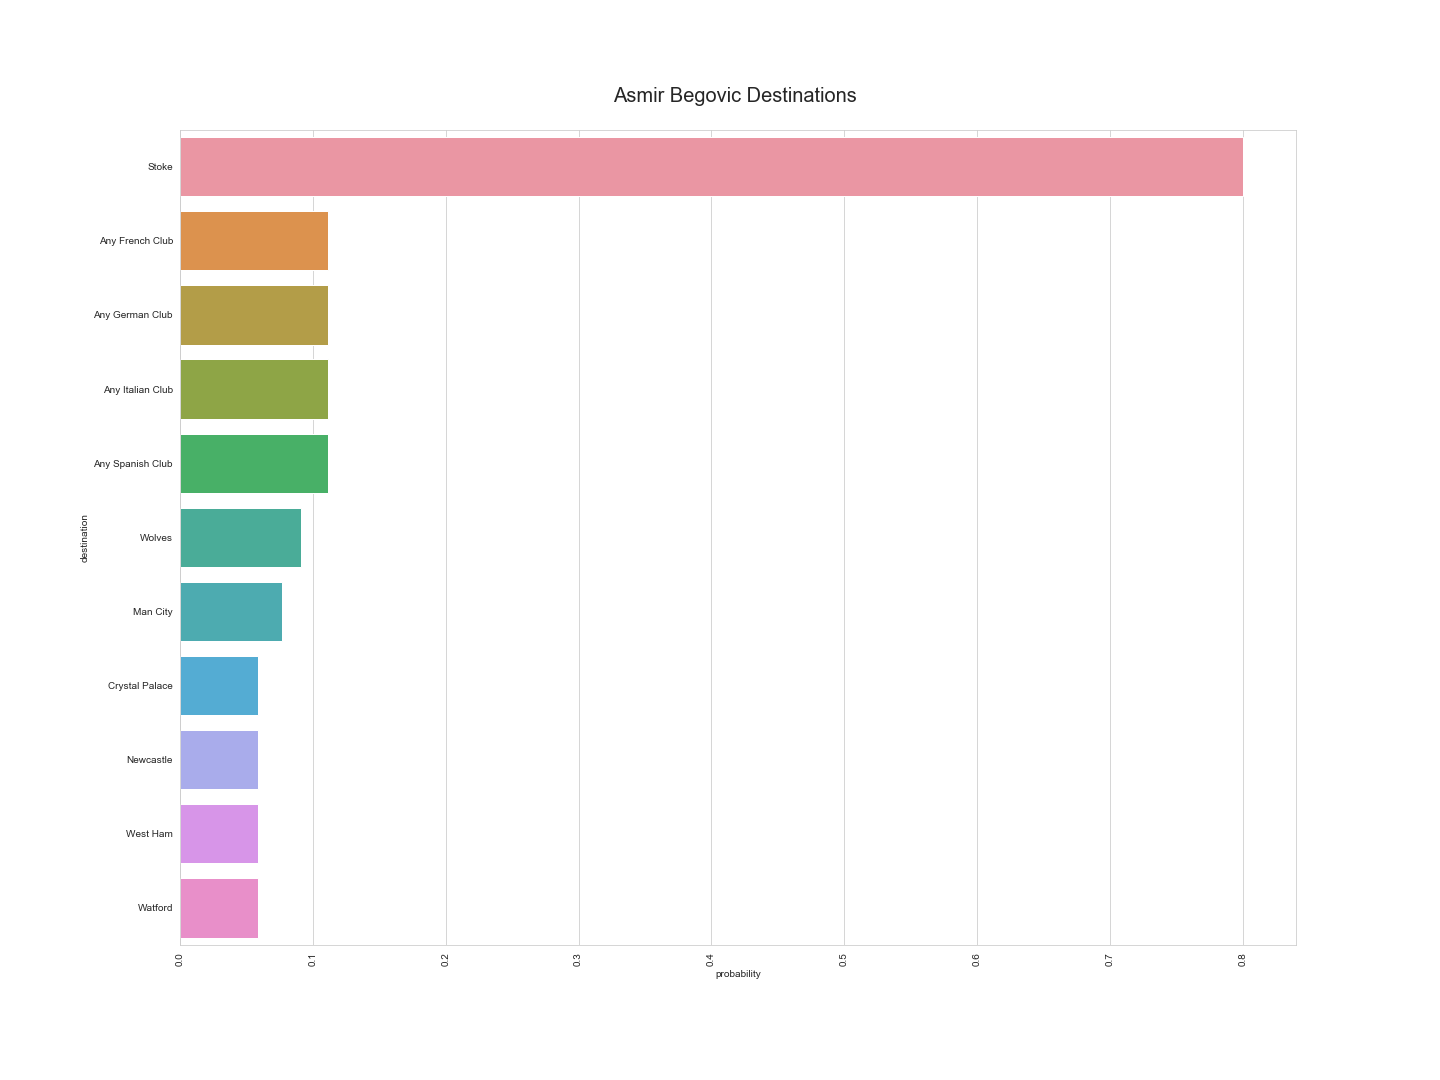 Asmir Begovic Destinations
Stoke
Any French Club
Any German Club
Any Italian Club
Any Spanish Club
Wolves
Man City
Crystal Palace
Newcastle
West Ham
Watford
destination
0.0
0.1
0.2
0.3
0.4
0.5
0.6
0.7
0.8
probability